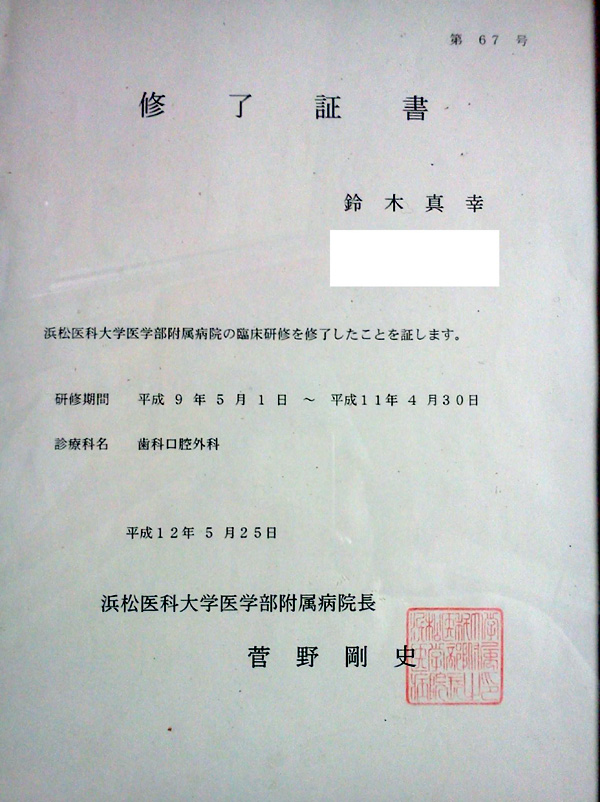 第 67 号
修了証書
鈴木真幸
浜松医科大学医学部附属病院の臨床研修を修了したことを証します。
研修期間 平成 9 年 5 月 1 日 ～ 平成11年 4 月30日
診療科名 歯科口腔外科
平成12年 5 月25日
浜松医科大学医学部附属病院長
菅野剛史